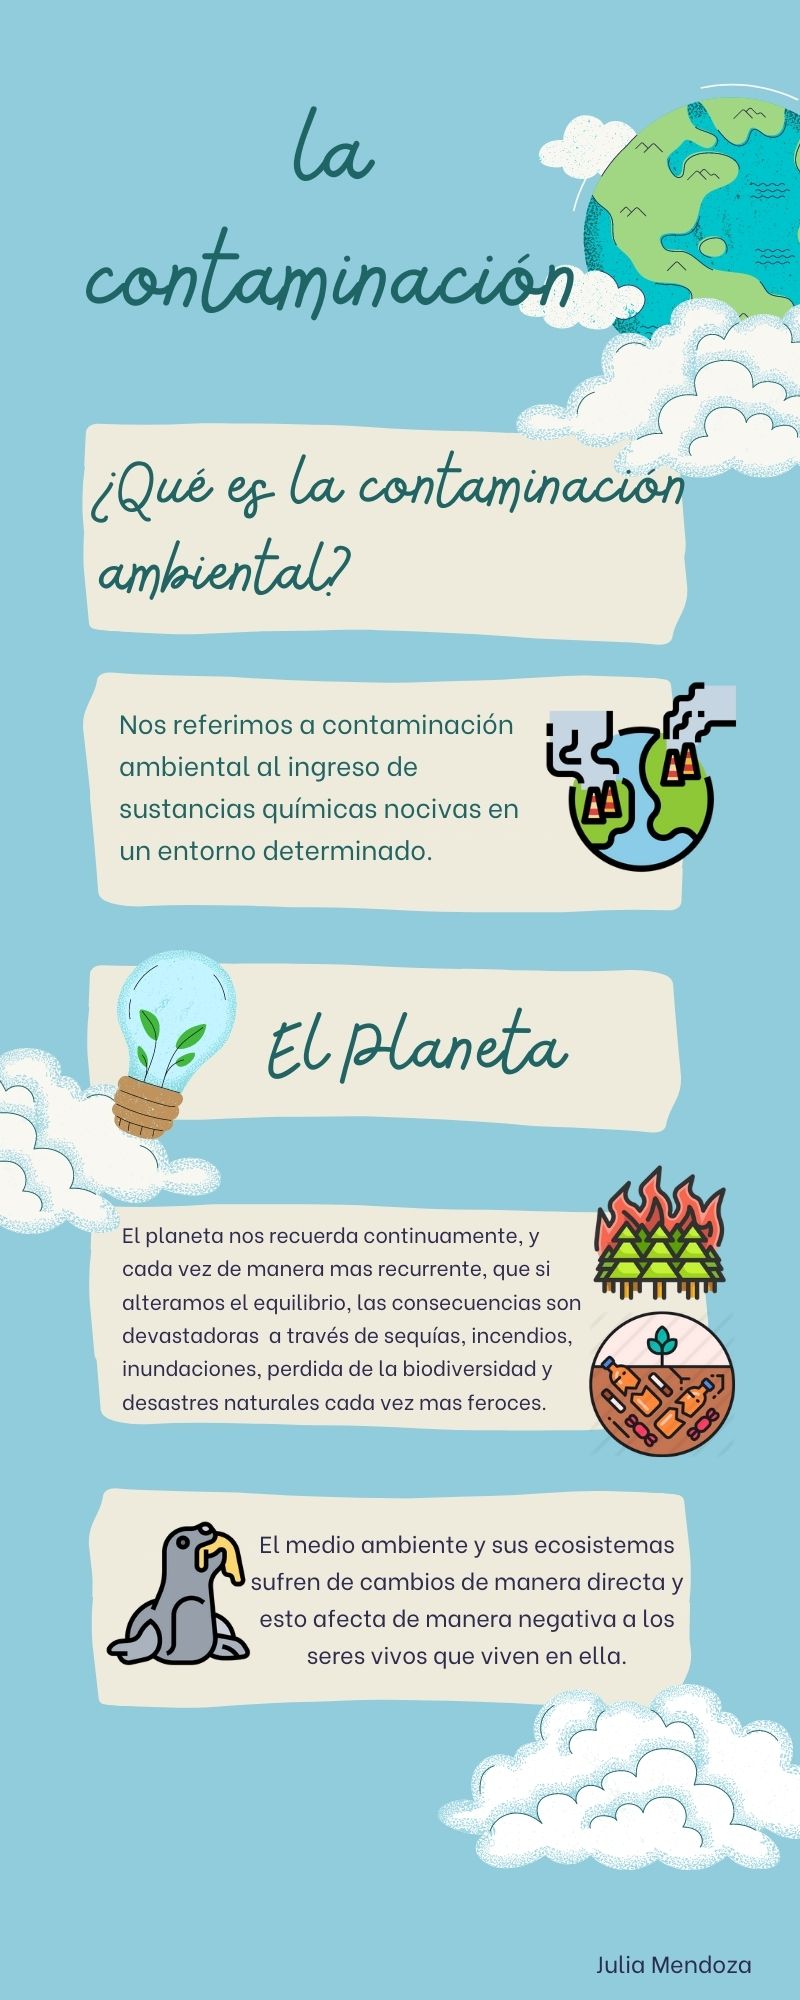 la
contaminación
¿Qué es la contaminación
ambiental?
Nos referimos a contaminación
ambiental al ingreso de
sustancias químicas nocivas en
un entorno determinado.
El planeta
El planeta nos recuerda continuamente, y
cada vez de manera mas recurrente, que si
alteramos el equilibrio, las consecuencias son
devastadoras  a través de sequías, incendios,
inundaciones, perdida de la biodiversidad y
desastres naturales cada vez mas feroces.
El medio ambiente y sus ecosistemas
sufren de cambios de manera directa y
esto afecta de manera negativa a los
seres vivos que viven en ella.
Julia Mendoza